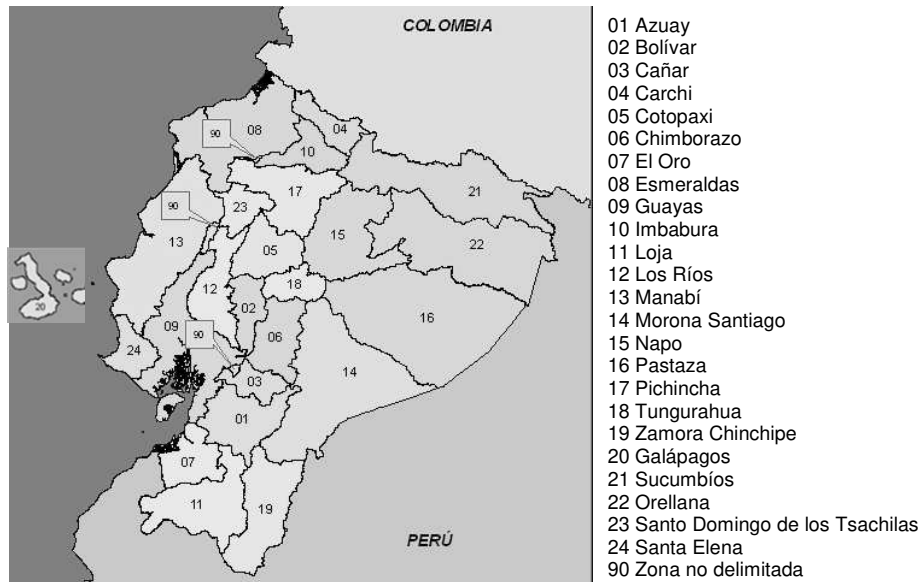 COLOMBIA
04
08
90
10
21
17
90
23
15
13
22
05
18
12
20
02
16
09
90
06
24
14
03
01
07
11
19
PERÚ
01 Azuay
02 Bolívar
03 Cañar
04 Carchi
05 Cotopaxi
06 Chimborazo
07 El Oro
08 Esmeraldas
09 Guayas
10 Imbabura
11 Loja
12 Los Ríos
13 Manabí
14 Morona Santiago
15 Napo
16 Pastaza
17 Pichincha
18 Tungurahua
19 Zamora Chinchipe
20 Galápagos
21 Sucumbíos
22 Orellana
23 Santo Domingo de los Tsachilas
24 Santa Elena
90 Zona no delimitada